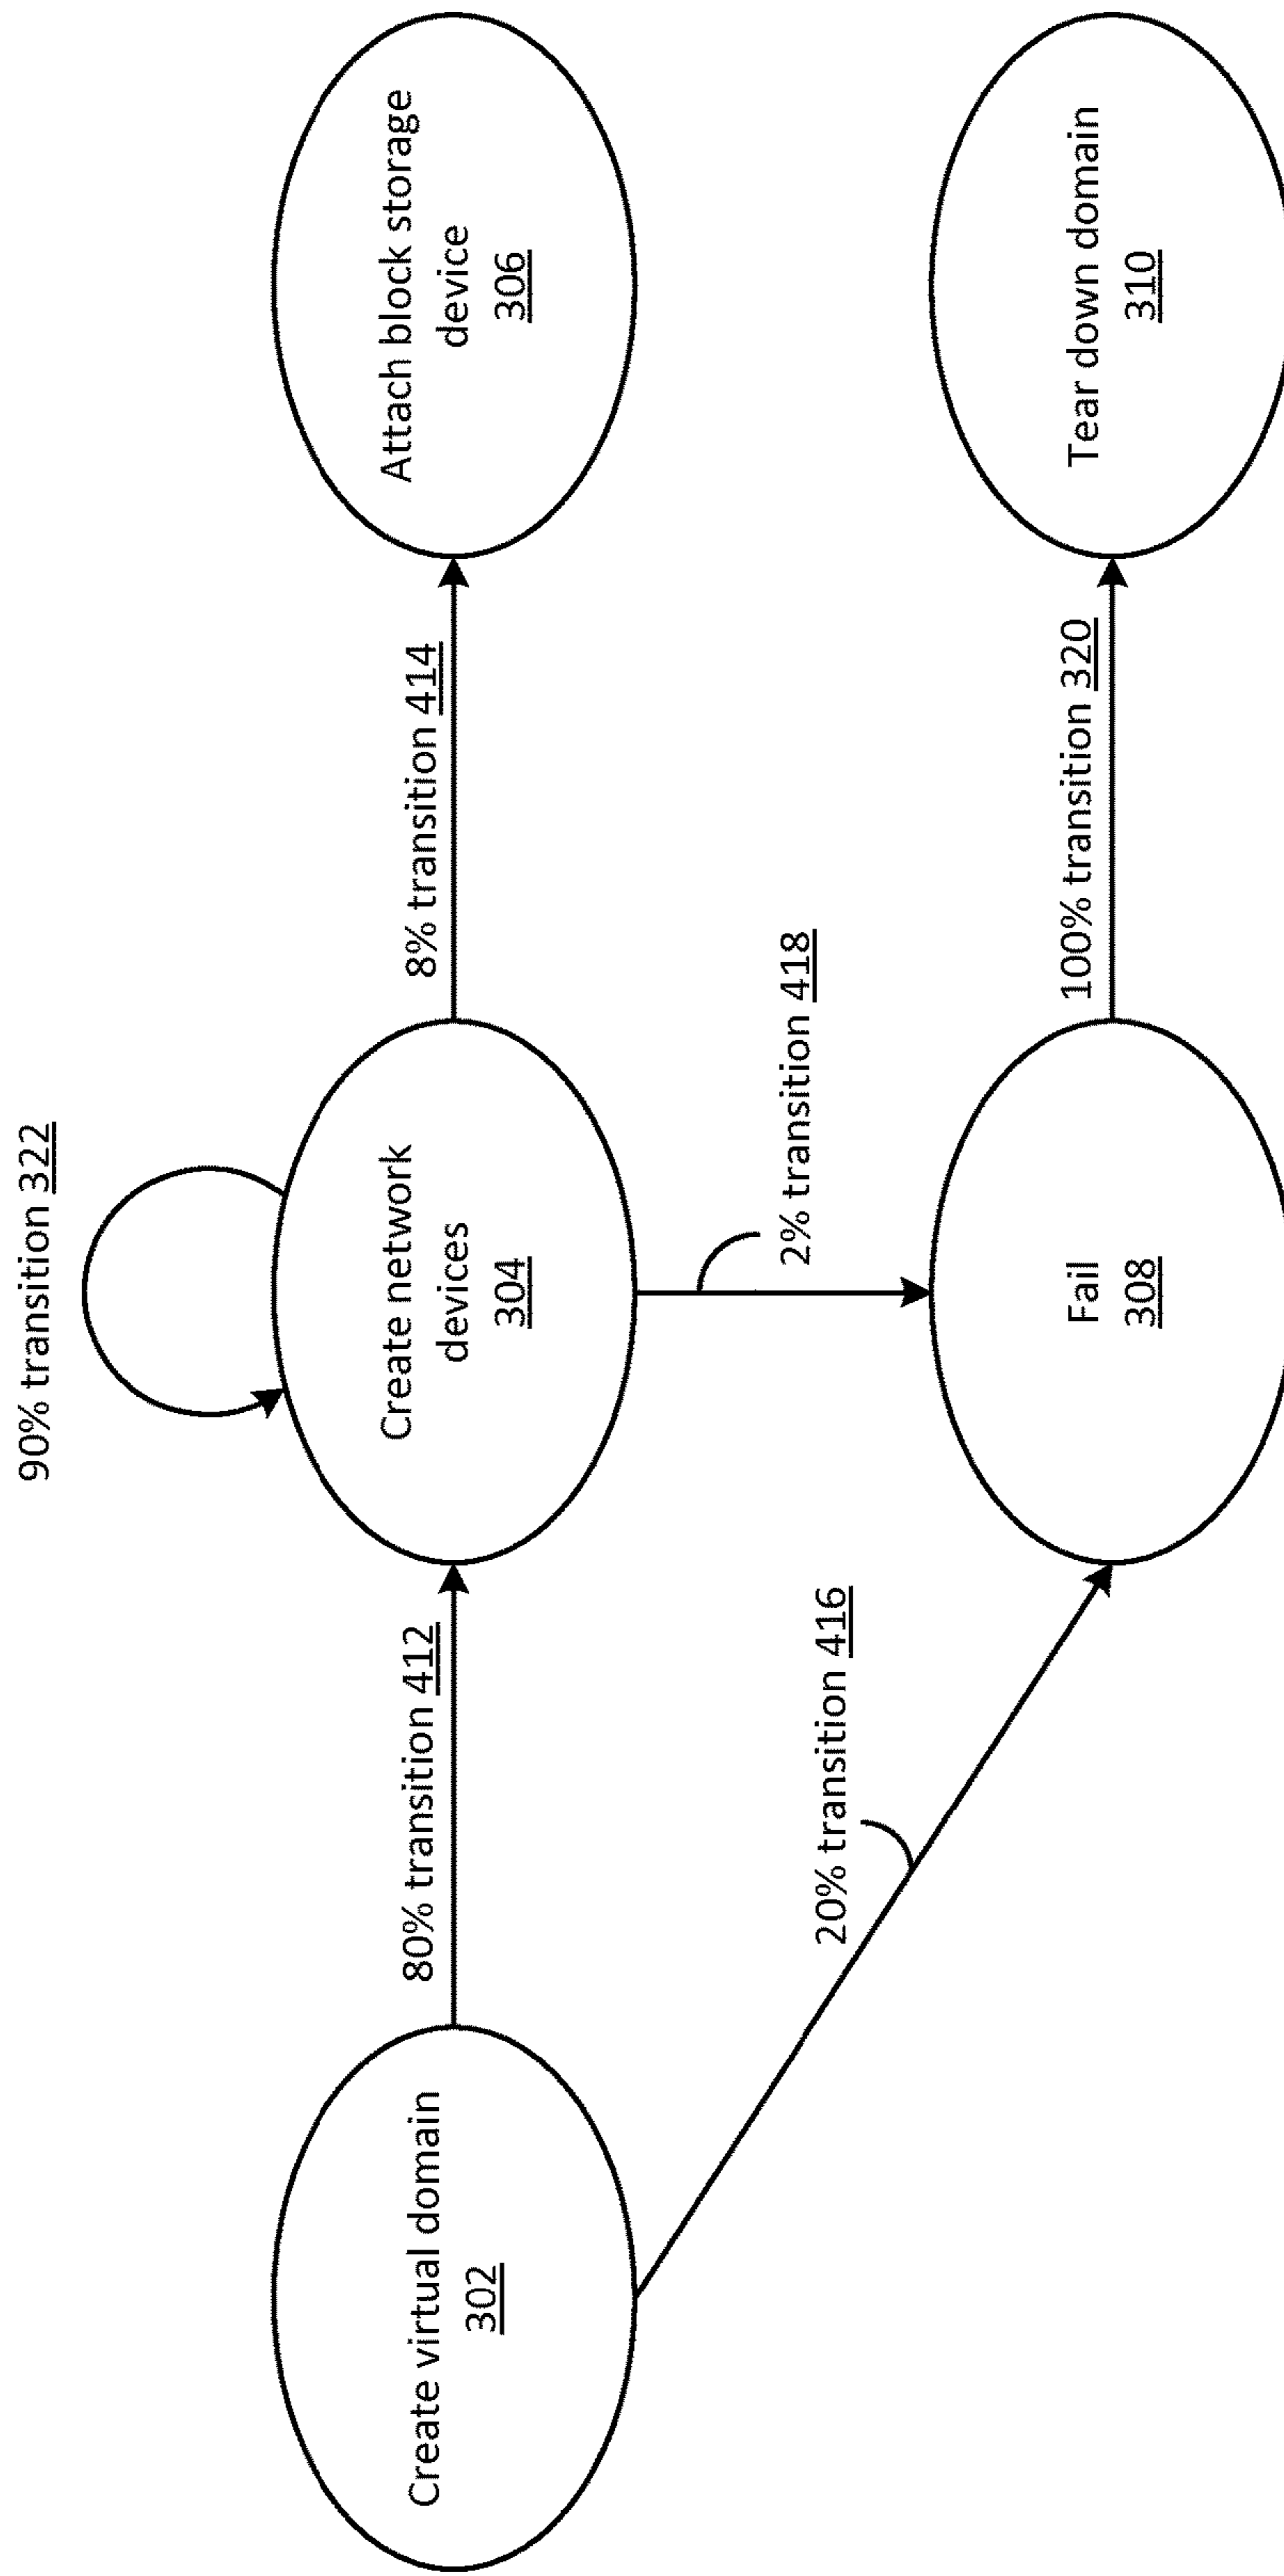 90% transition 322
Create virtual domain
302
80% transition 412
Create network
devices
304
8% transition 414
Attach block storage
device
306
20% transition 416
2% transition 418
Fail
308
100% transition 320
Tear down domain
310